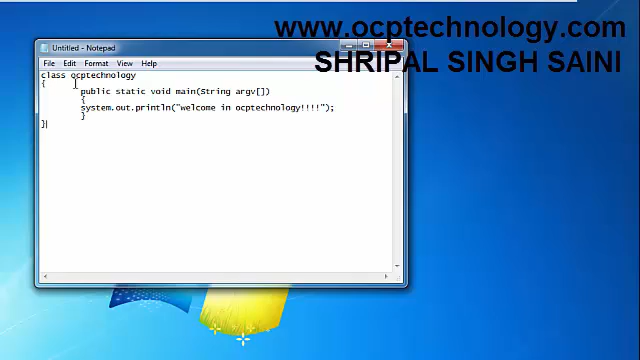 www.ocptechnology.com
SHRIPAL SINGH SAINI
Untitled - Notepad
File Edit Format View Help
class ocptechnology
{
public static void main(String argv[])
{
system.out.println("welcome in ocptechnology!!!!");
}
}